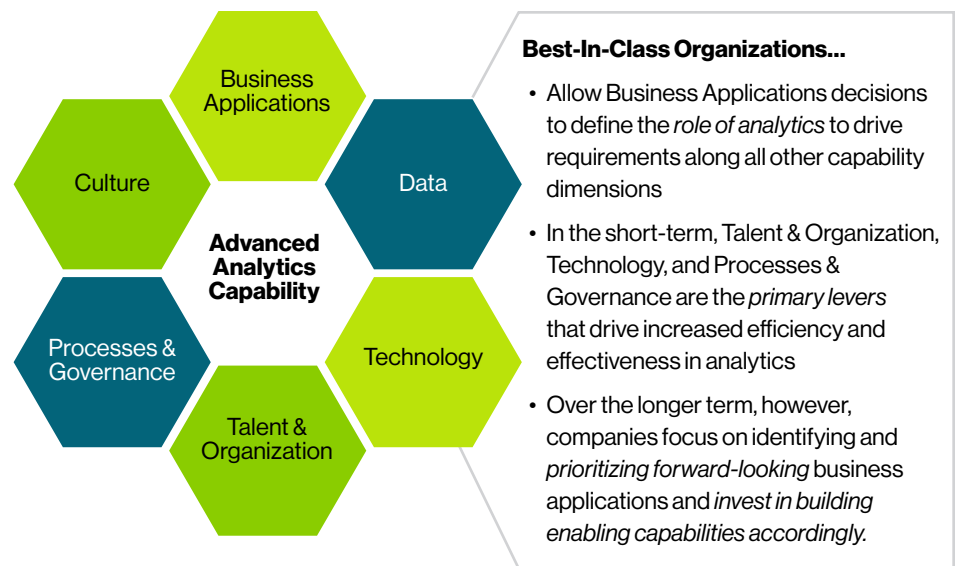 Business
Applications
Culture
Data
Advanced
Analytics
Capability
Processes &
Governance
Technology
Talent &
Organization
Best-In-Class Organizations...
• Allow Business Applications decisions
to define the role of analytics to drive
requirements along all other capability
dimensions
• In the short-term, Talent & Organization,
Technology, and Processes &
Governance are the primary levers
that drive increased efficiency and
effectiveness in analytics
• Over the longer term, however,
companies focus on identifying and
prioritizing forward-looking business
applications and invest in building
enabling capabilities accordingly.